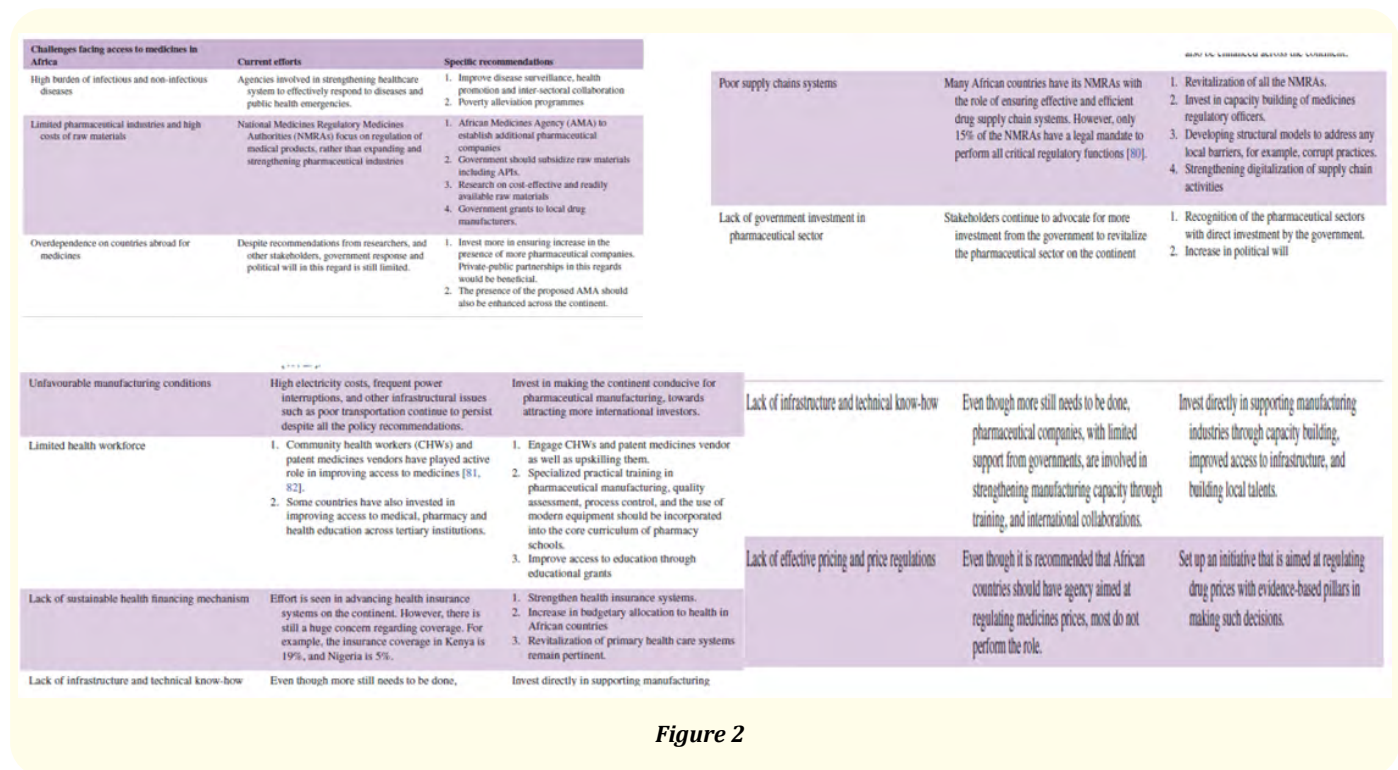 Challenges facing access to medicines in
Africa
Current efforts
Specific recommendations
High burden of infectious and non-infectious
diseases
Agencies involved in strengthening healthcare
system to effectively respond to diseases and
public health emergencies.
1. Improve disease surveillance, health
promotion and inter-sectoral collaboration
2. Poverty alleviation programmes
Limited pharmaceutical industries and high
costs of raw materials
National Medicines Regulatory Medicines
Authorities (NMRAs) focus on regulation of
medical products, rather than expanding and
strengthening pharmaceutical industries
1. African Medicines Agency (AMA) to
establish additional pharmaceutical
companies
2. Government should subsidize raw materials
including APIs.
3. Research on cost-effective and readily
available raw materials
4. Government grants to local drug
manufacturers.
Overdependence on countries abroad for
medicines
Despite recommendations from researchers, and
other stakeholders, government response and
political will in this regard is still limited.
1. Invest more in ensuring increase in the
presence of more pharmaceutical companies.
Private-public partnerships in this regards
would be beneficial.
2. The presence of the proposed AMA should
also be enhanced across the continent.
also be enhanced across the continent.
Poor supply chains systems
Many African countries have its NMRAs with
the role of ensuring effective and efficient
drug supply chain systems. However, only
15% of the NMRAs have a legal mandate to
perform all critical regulatory functions [80].
1. Revitalization of all the NMRAs.
2. Invest in capacity building of medicines
regulatory officers.
3. Developing structural models to address any
local barriers, for example, corrupt practices.
4. Strengthening digitalization of supply chain
activities
Lack of government investment in
pharmaceutical sector
Stakeholders continue to advocate for more
investment from the government to revitalize
the pharmaceutical sector on the continent
1. Recognition of the pharmaceutical sectors
with direct investment by the government.
2. Increase in political will
Unfavourable manufacturing conditions
High electricity costs, frequent power
interruptions, and other infrastructural issues
such as poor transportation continue to persist
despite all the policy recommendations.
Invest in making the continent conducive for
pharmaceutical manufacturing, towards
attracting more international investors.
Limited health workforce
1. Community health workers (CHWs) and
patent medicines vendors have played active
role in improving access to medicines [81,
82].
2. Some countries have also invested in
improving access to medical, pharmacy and
health education across tertiary institutions.
1. Engage CHWs and patent medicines vendor
as well as upskilling them.
2. Specialized practical training in
pharmaceutical manufacturing, quality
assessment, process control, and the use of
modern equipment should be incorporated
into the core curriculum of pharmacy
schools.
3. Improve access to education through
educational grants
Lack of sustainable health financing mechanism
Effort is seen in advancing health insurance
systems on the continent. However, there is
still a huge concern regarding coverage. For
example, the insurance coverage in Kenya is
19%, and Nigeria is 5%.
1. Strengthen health insurance systems.
2. Increase in budgetary allocation to health in
African countries
3. Revitalization of primary health care systems
remain pertinent.
Lack of infrastructure and technical know-how
Even though more still needs to be done,
Invest directly in supporting manufacturing
Lack of infrastructure and technical know-how
Even though more still needs to be done,
pharmaceutical companies, with limited
support from governments, are involved in
strengthening manufacturing capacity through
training, and international collaborations.
Invest directly in supporting manufacturing
industries through capacity building,
improved access to infrastructure, and
building local talents.
Lack of effective pricing and price regulations
Even though it is recommended that African
countries should have agency aimed at
regulating medicines prices, most do not
perform the role.
Set up an initiative that is aimed at regulating
drug prices with evidence-based pillars in
making such decisions.
Figure 2